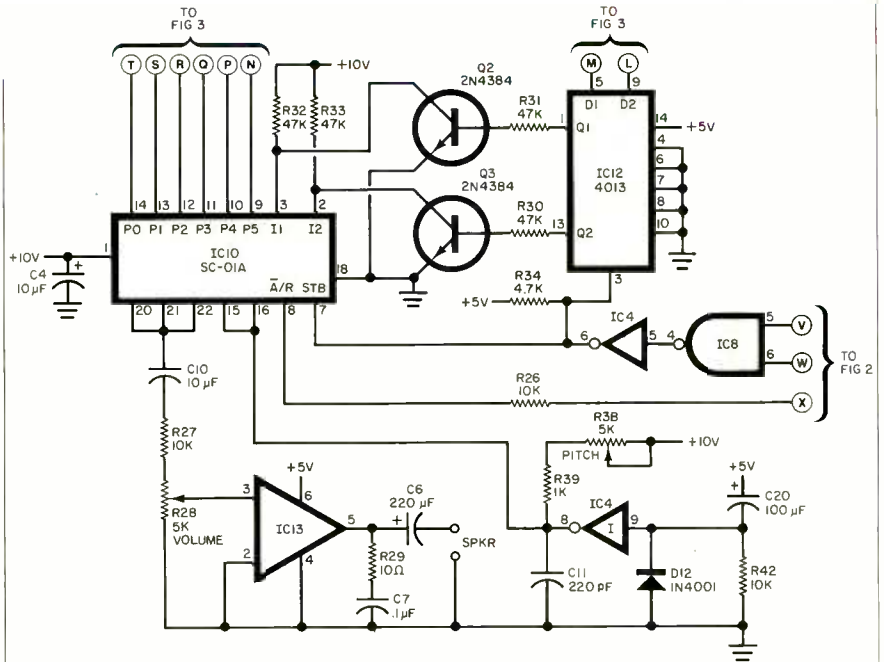 TO
FIG 3
T S R Q P N
+10V
R32
47K
R33
47K
Q2
2N4384
R31
47K
Q3
2N4384
R30
47K
TO
FIG 3
M L
5 9
D1 D2
1 Q1
13 Q2
IC12
4013
14 +5V
4
6
7
8
10
3
14 13 12 11 10 9 3 2
P0 P1 P2 P3 P4 P5 I1 I2
IC10
SC-01A
A/R STB
18
+10V
1
+
C4
10µF
20 21 22 15 16 8 7
R34
4.7K
+5V
IC4
6 5
IC8
4
5 V
6 W
X
TO
FIG 2
R26
10K
C10
10µF
R27
10K
R28
5K
VOLUME
+5V
3
6
IC13
2
4
5
C6
220µF
+
SPKR
R29
10Ω
C7
.1µF
R38
5K
PITCH
+10V
R39
1K
IC4
8 I 9
C11
220pF
D12
1N4001
+5V
+
C20
100µF
R42
10K